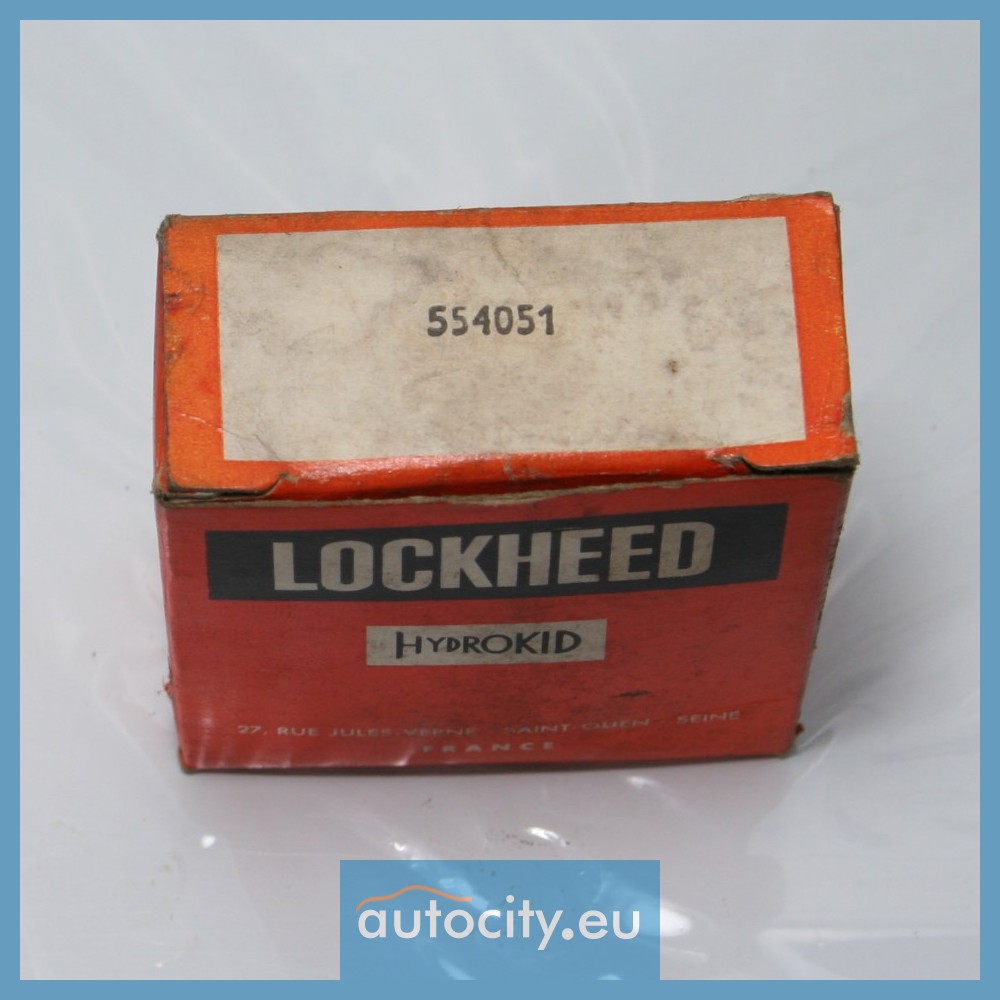 554051
LOCKHEED
HYDROKID
27, RUE JULES-VERNE - SAINT OUEN - SEINE
FRANCE
autocity.eu